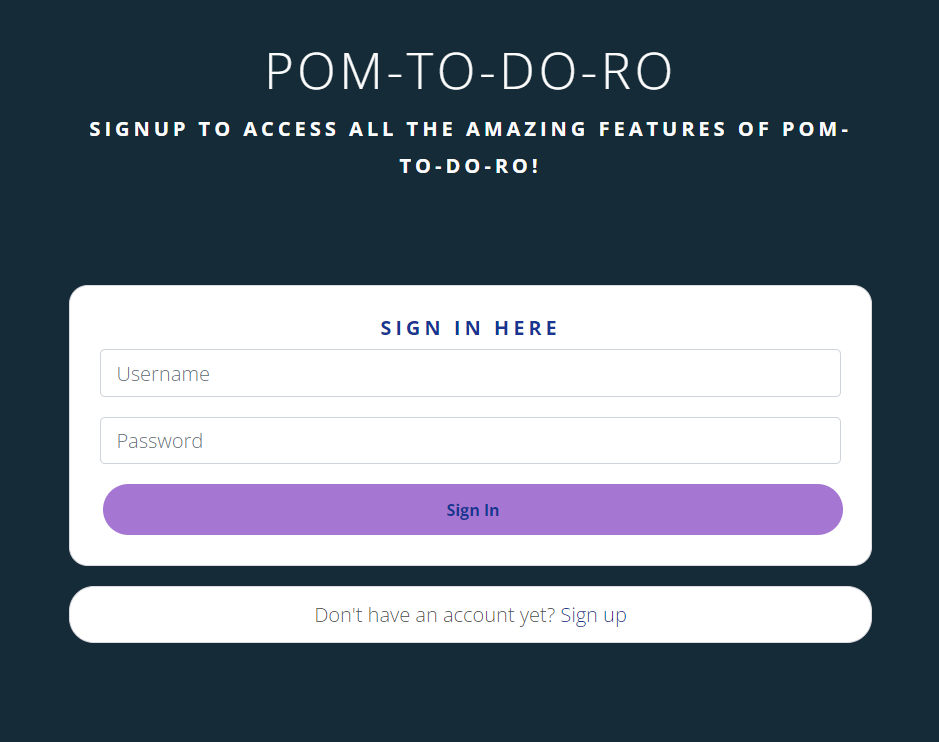 POM-TO-DO-RO
SIGNUP TO ACCESS ALL THE AMAZING FEATURES OF POM-
TO-DO-RO!
SIGN IN HERE
Username
Password
Sign In
Don't have an account yet? Sign up